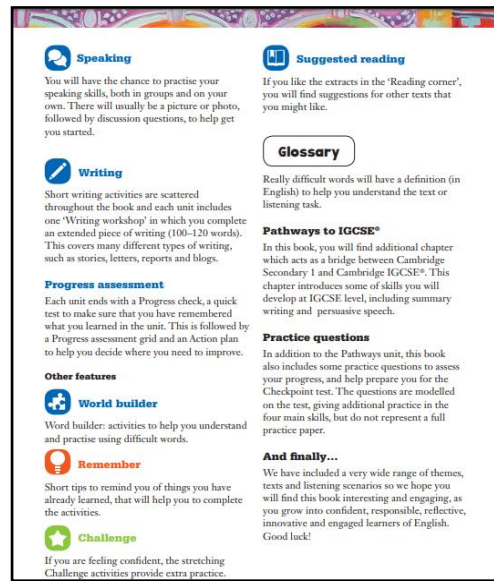 Speaking
You will have the chance to practise your
speaking skills, both in groups and on your
own. There will usually be a picture or photo,
followed by discussion questions, to help get
you started.
Writing
Short writing activities are scattered
throughout the book and each unit includes
one ‘Writing workshop’ in which you complete
an extended piece of writing (100–120 words).
This covers many different types of writing,
such as stories, letters, reports and blogs.
Progress assessment
Each unit ends with a Progress check, a quick
test to make sure that you have remembered
what you learned in the unit. This is followed by
a Progress assessment grid and an Action plan
to help you decide where you need to improve.
Other features
World builder
Word builder: activities to help you understand
and practise using difficult words.
Remember
Short tips to remind you of things you have
already learned, that will help you to complete
the activities.
Challenge
If you are feeling confident, the stretching
Challenge activities provide extra practice.
Suggested reading
If you like the extracts in the ‘Reading corner’,
you will find suggestions for other texts that
you might like.
Glossary
Really difficult words will have a definition (in
English) to help you understand the text or
listening task.
Pathways to IGCSE®
In this book, you will find additional chapter
which acts as a bridge between Cambridge
Secondary 1 and Cambridge IGCSE®. This
chapter introduces some of skills you will
develop at IGCSE level, including summary
writing and persuasive speech.
Practice questions
In addition to the Pathways unit, this book
also includes some practice questions to assess
your progress, and help prepare you for the
Checkpoint test. The questions are modelled
on the test, giving additional practice in the
four main skills, but do not represent a full
practice paper.
And finally...
We have included a very wide range of themes,
texts and listening scenarios so we hope you
will find this book interesting and engaging, as
you grow into confident, responsible, reflective,
innovative and engaged learners of English.
Good luck!